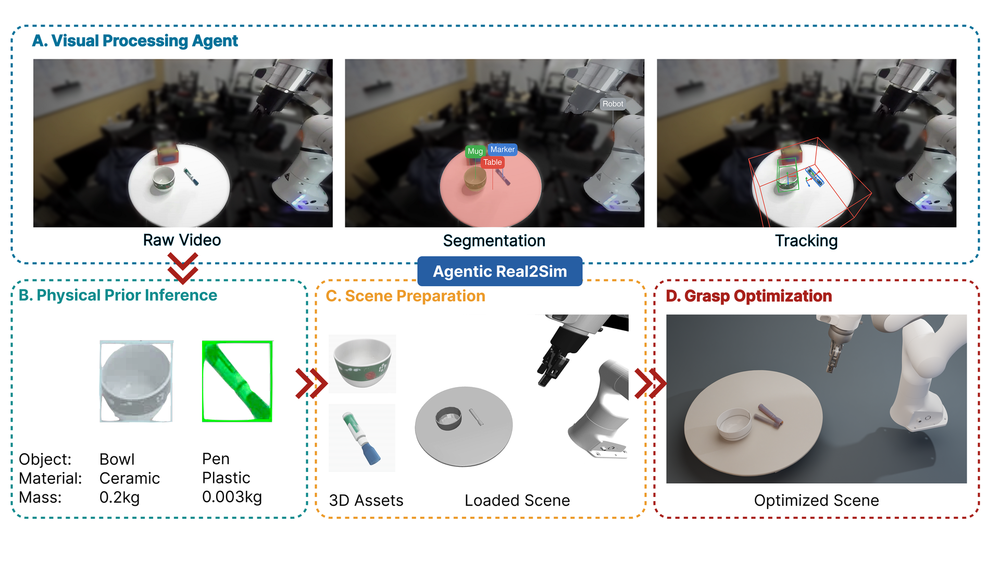 A. Visual Processing Agent
Robot
Mug
Marker
Table
Raw Video
Segmentation
Tracking
Agentic Real2Sim
B. Physical Prior Inference
Object: Bowl Pen
Material: Ceramic Plastic
Mass: 0.2kg 0.003kg
C. Scene Preparation
3D Assets
Loaded Scene
D. Grasp Optimization
Optimized Scene